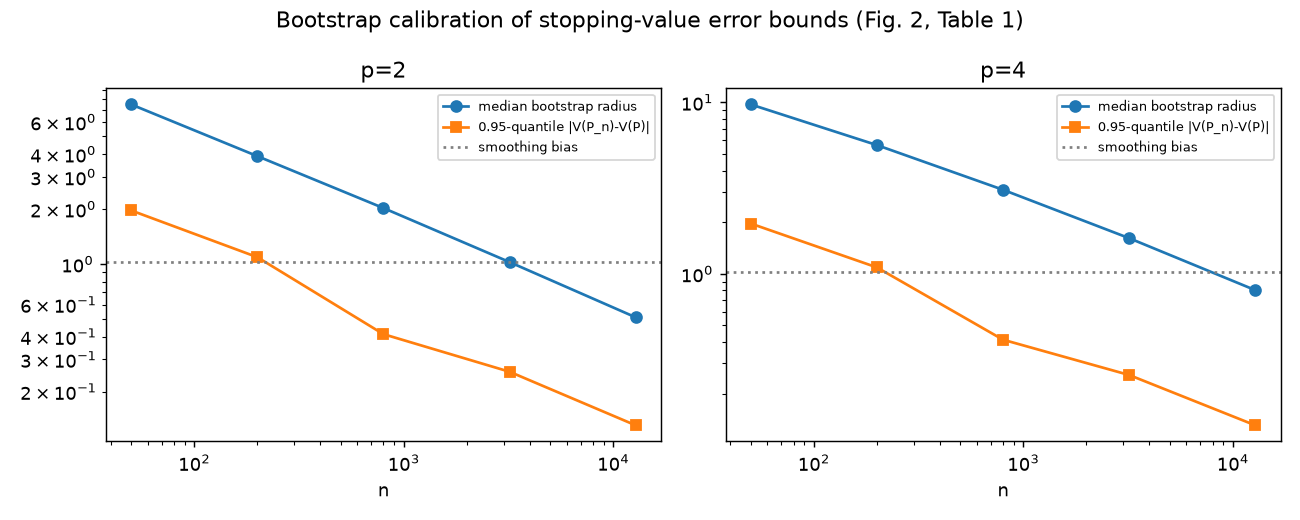 Bootstrap calibration of stopping-value error bounds (Fig. 2, Table 1)
p=2
median bootstrap radius
0.95-quantile |V(P_n)-V(P)|
smoothing bias
6 × 10⁰
4 × 10⁰
3 × 10⁰
2 × 10⁰
10⁰
6 × 10⁻¹
4 × 10⁻¹
3 × 10⁻¹
2 × 10⁻¹
10²
10³
10⁴
n
p=4
median bootstrap radius
0.95-quantile |V(P_n)-V(P)|
smoothing bias
10¹
10⁰
10²
10³
10⁴
n